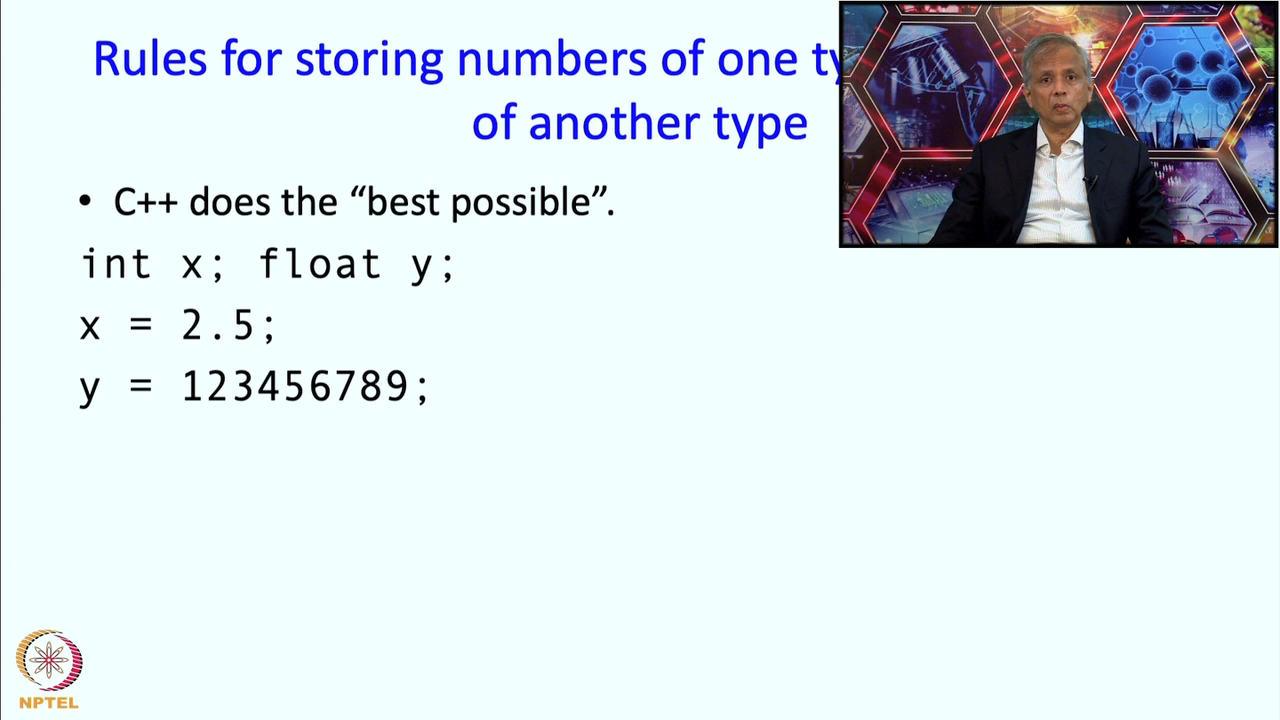 Rules for storing numbers of one
of another type
• C++ does the “best possible”.
int x; float y;
x = 2.5;
y = 123456789;
NPTEL